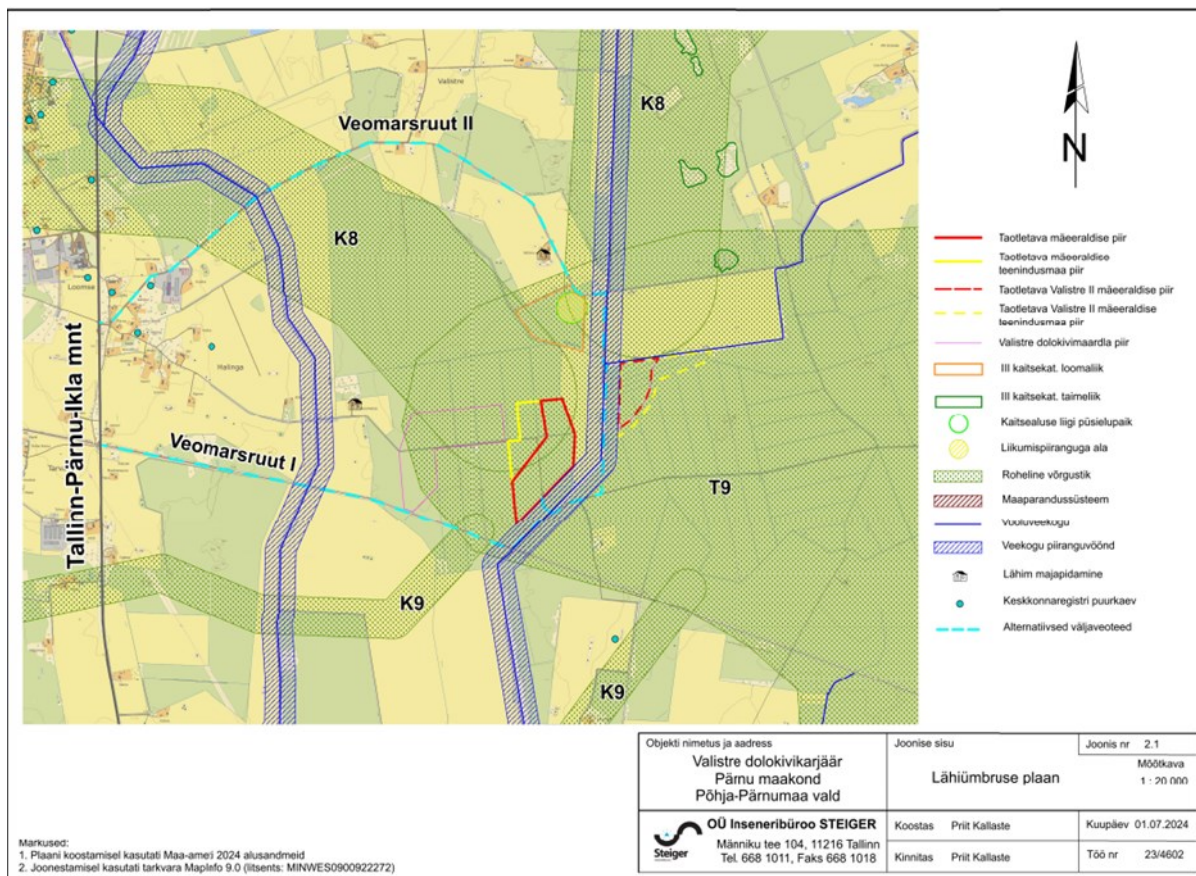 K8
Valistre
Veomarsruut II
K8
Loomse
Halinga
Veomarsruut I
T9
K9
K9
Tallinn-Pärnu-Ikla mnt
N
Taotletava mäeeraldise piir
Taotletava mäeeraldise
teenindusmaa piir
Taotletava Valistre II mäeeraldise piir
Taotletava Valistre II mäeeraldise
teenindusmaa piir
Valistre dolokivimaardla piir
III kaitsekat. loomaliik
III kaitsekat. taimeliik
Kaitsealuse liigi püsielupaik
Liikumispiiranguga ala
Roheline võrgustik
Maaparandussüsteem
Vooluveekogu
Veekogu piiranguvöönd
Lähim majapidamine
Keskkonnaregistri puurkaev
Alternatiivsed väljaveoteed
Objekti nimetus ja aadress
Valistre dolokivikarjäär
Pärnu maakond
Põhja-Pärnumaa vald
Joonise sisu
Lähiümbruse plaan
Joonis nr 2.1
Mõõtkava
1 : 20 000
Steiger
OÜ Inseneribüroo STEIGER
Männiku tee 104, 11216 Tallinn
Tel. 668 1011, Faks 668 1018
Koostas Priit Kallaste
Kuupäev 01.07.2024
Kinnitas Priit Kallaste
Töö nr 23/4602
Markused:
1. Plaani koostamisel kasutati Maa-ameti 2024 alusandmeid
2. Joonestamisel kasutati tarkvara MapInfo 9.0 (litsents: MINWES0900922272)